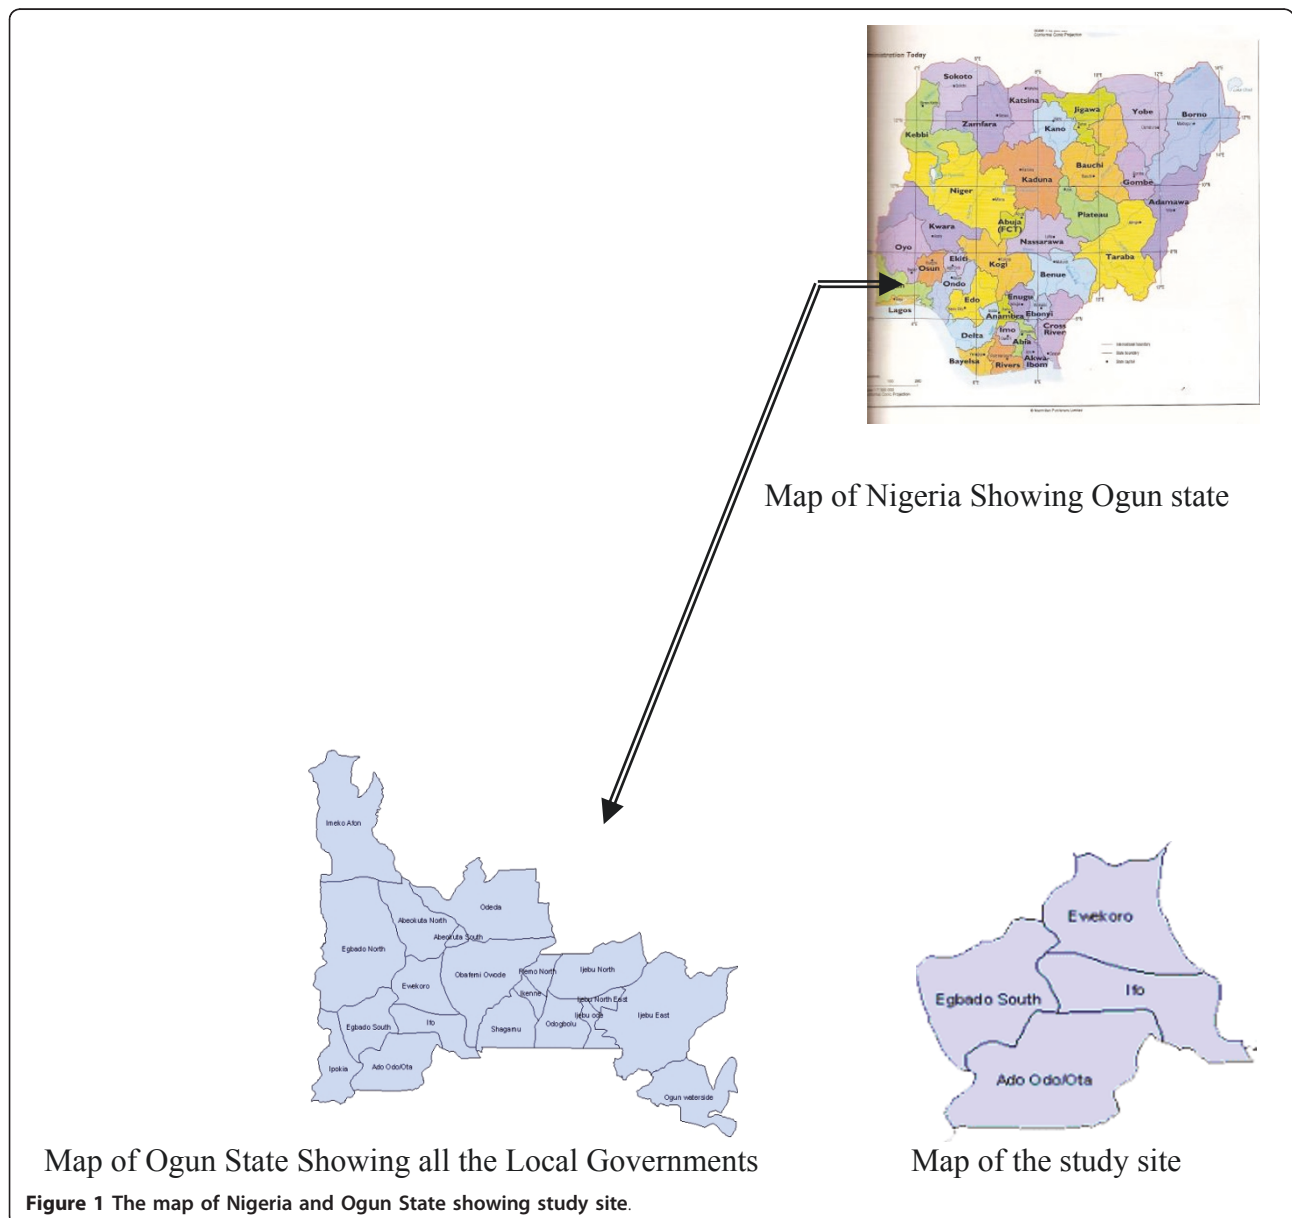 ministration Today
Sokoto
Katsina
Jigawa
Yobe
Borno
Zamfara
Kano
Kebbi
Bauchi
Kaduna
Gombe
Niger
Adamawa
Plateau
Abuja
(FCT)
Kwara
Nassarawa
Oyo
Ekiti
Taraba
Osun
Kogi
Benue
Ondo
Edo
Enugu
Lagos
Anambra
Ebonyi
Cross
River
Delta
Imo
Abia
Bayelsa
Rivers
Akwa
Ibom
Map of Nigeria Showing Ogun state
Imeko Afon
Odeda
Abeokuta North
Abeokuta South
Egbado North
Obafemi Owode
Remo North
Ijebu North
Ewekoro
Ikenne
Ijebu North East
Ijebu ode
Ijebu East
Egbado South
Ifo
Shagamu
Odogbolu
Ipokia
Ado Odo/Ota
Ogun waterside
Map of Ogun State Showing all the Local Governments
Ewekoro
Egbado South
Ifo
Ado Odo/Ota
Map of the study site
Figure 1 The map of Nigeria and Ogun State showing study site.